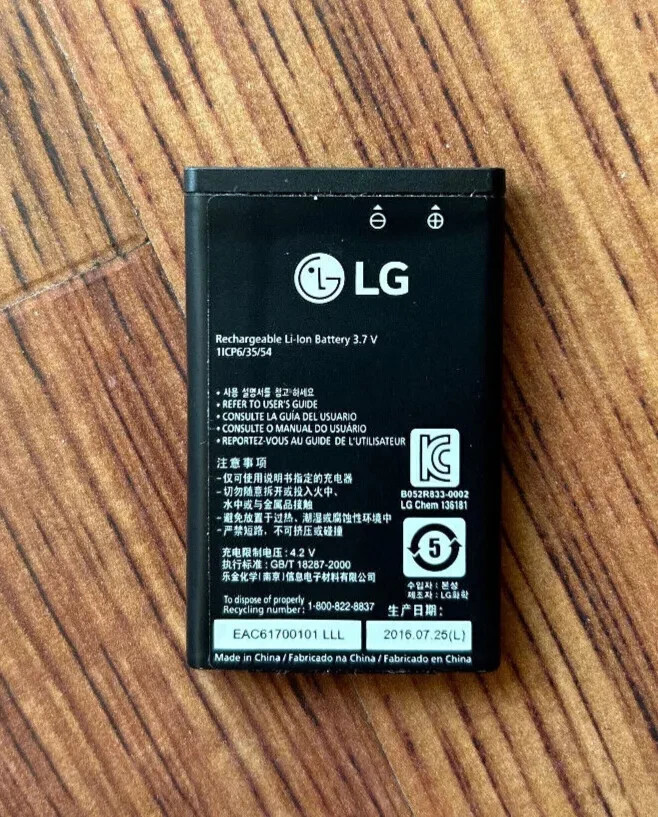 LG
Rechargeable Li-Ion Battery 3.7 V
1ICP6/35/54
• 사용 설명서를 참고하세요
• REFER TO USER'S GUIDE
• CONSULTE LA GUÍA DEL USUARIO
• CONSULTE O MANUAL DO USUÁRIO
• REPORTEZ-VOUS AU GUIDE DE L'UTILISATEUR
注意事项
-仅可使用说明书指定的充电器
-切勿随意拆开或投入火中、
水中或与金属品接触
-避免放置于过热、潮湿或腐蚀性环境中
-严禁短路，不可挤压或碰撞
B052R833-0002
LG Chem 136181
充电限制电压: 4.2 V
执行标准: GB/T 18287-2000
乐金化学(南京)信息电子材料有限公司
5
수입자: 본성
제조자: LG화학
To dispose of properly
Recycling number: 1-800-822-8837
生产日期:
EAC61700101 LLL
2016.07.25(L)
Made in China / Fabricado na China / Fabricado en China